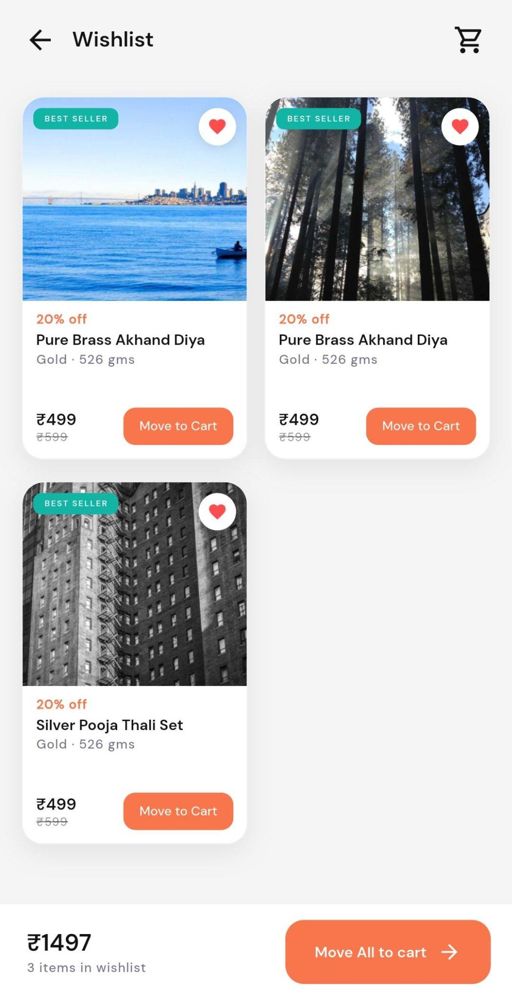 Wishlist
BEST SELLER
20% off
Pure Brass Akhand Diya
Gold · 526 gms
₹499
₹599
Move to Cart
BEST SELLER
20% off
Pure Brass Akhand Diya
Gold · 526 gms
₹499
₹599
Move to Cart
BEST SELLER
20% off
Silver Pooja Thali Set
Gold · 526 gms
₹499
₹599
Move to Cart
₹1497
3 items in wishlist
Move All to cart